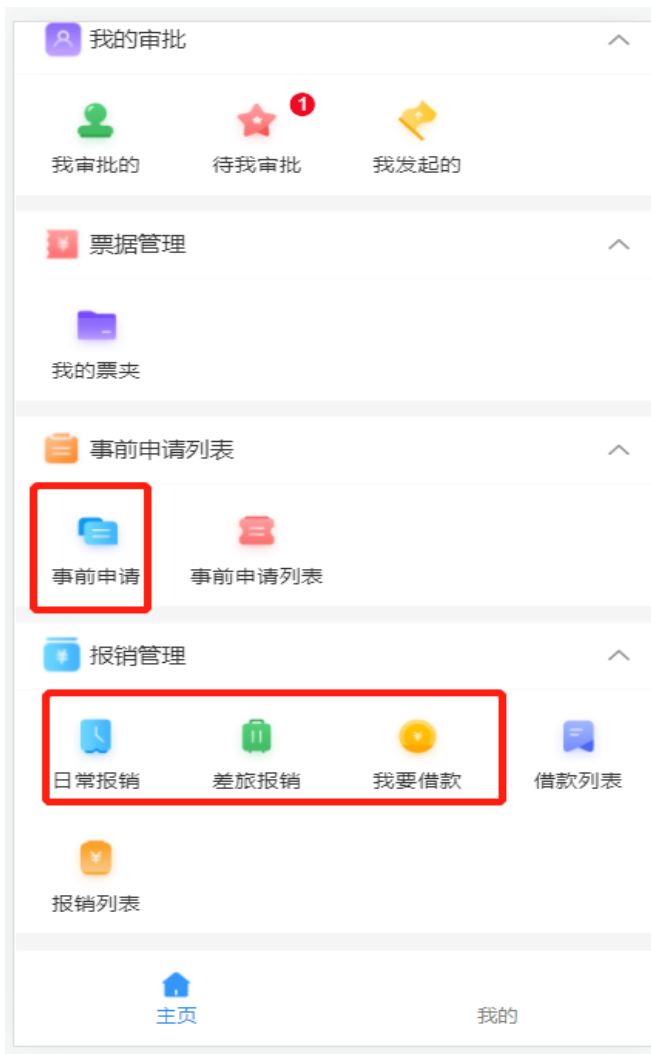 我的审批
1
我审批的 待我审批 我发起的
¥ 票据管理
我的票夹
事前申请列表
事前申请 事前申请列表
¥ 报销管理
¥
日常报销 差旅报销 我要借款 借款列表
¥
报销列表
主页 我的